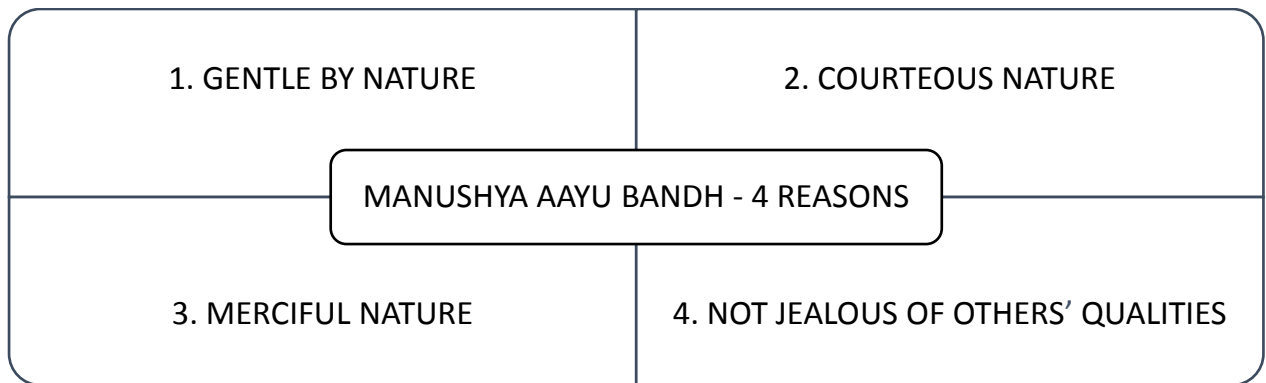 1. GENTLE BY NATURE
2. COURTEOUS NATURE
MANUSHYA AAYU BANDH - 4 REASONS
3. MERCIFUL NATURE
4. NOT JEALOUS OF OTHERS’ QUALITIES